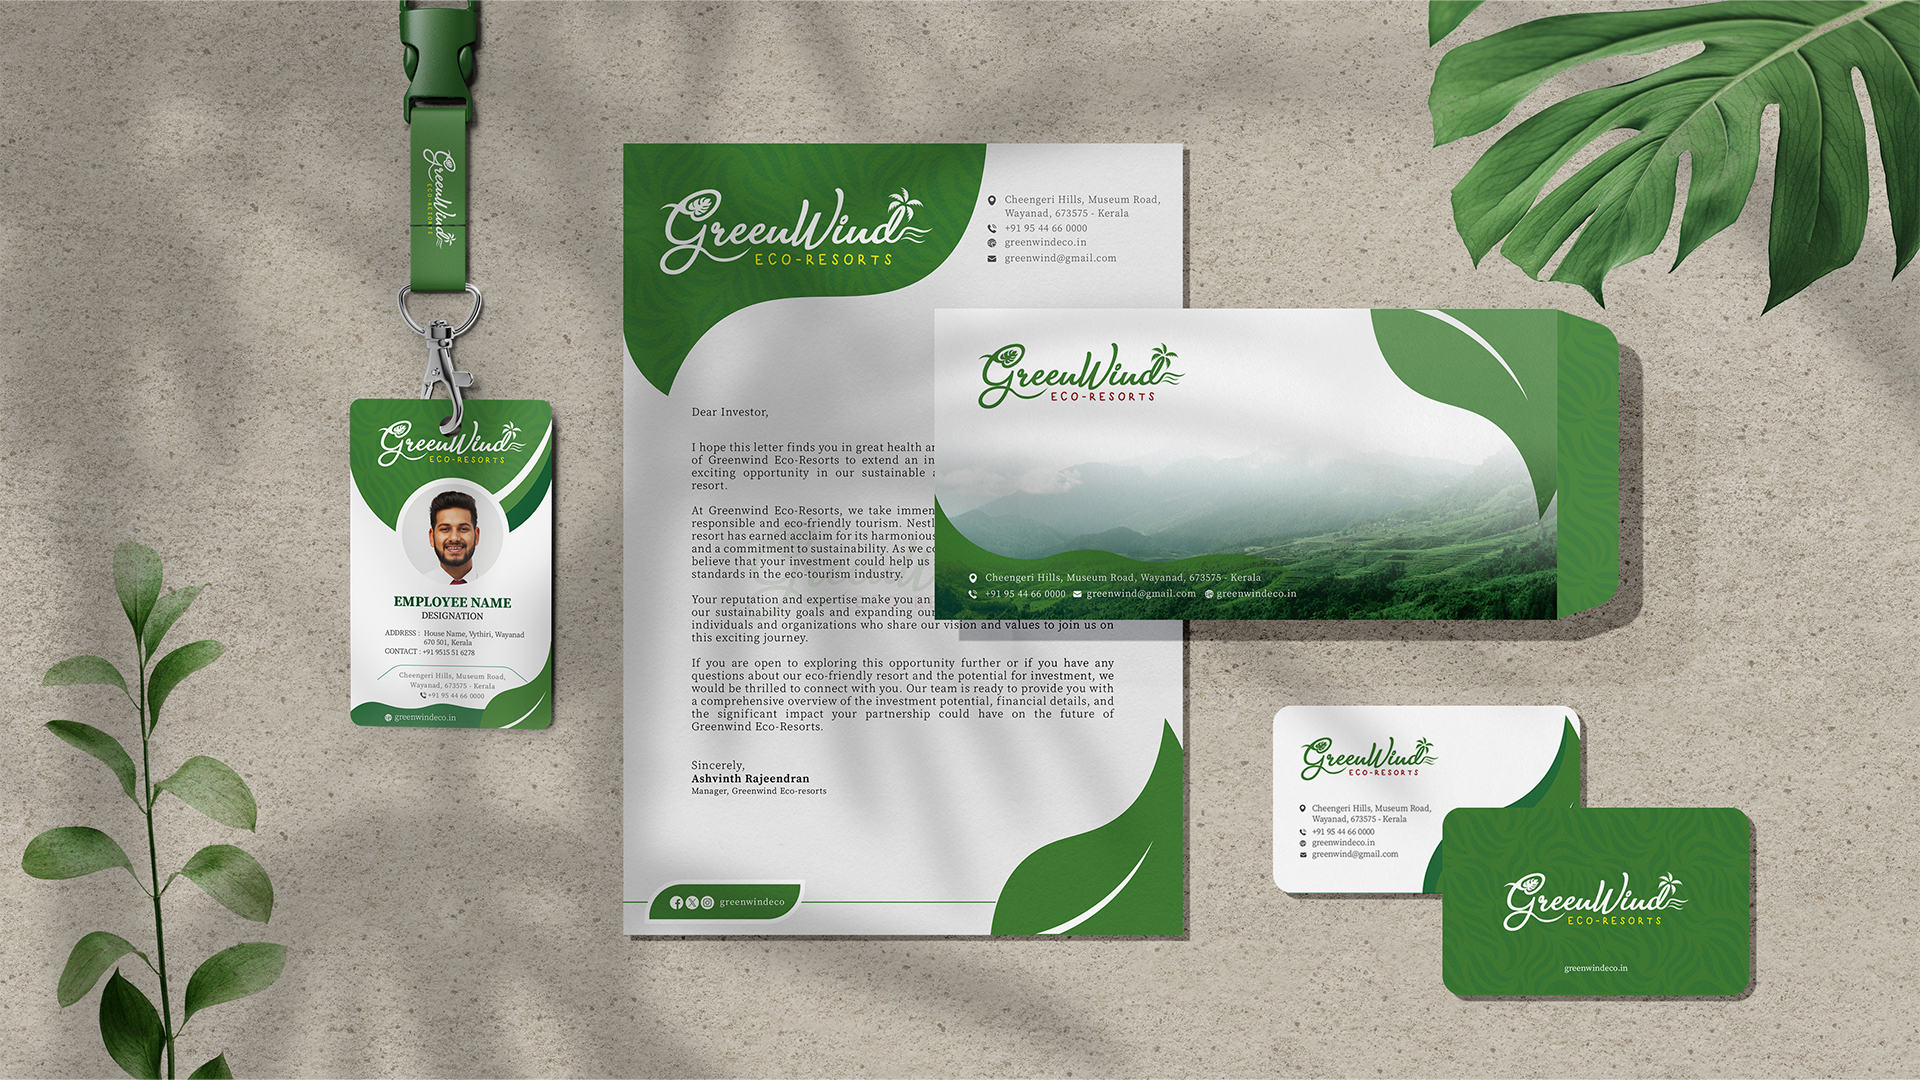 GreenWind
ECO-RESORTS
GreenWind
ECO-RESORTS
EMPLOYEE NAME
DESIGNATION
ADDRESS : House Name, Vythiri, Wayanad
670 501, Kerala
CONTACT : +91 9515 51 6278
Cheengeri Hills, Museum Road,
Wayanad, 673575 - Kerala
+91 95 44 66 0000
greenwindeco.in
GreenWind
ECO-RESORTS
Cheengeri Hills, Museum Road,
Wayanad, 673575 - Kerala
+91 95 44 66 0000
greenwindeco.in
greenwind@gmail.com
Dear Investor,
I hope this letter finds you in great health
of Greenwind Eco-Resorts to extend an
exciting opportunity in our sustainable
resort.
At Greenwind Eco-Resorts, we take
responsible and eco-friendly tourism.
resort has earned acclaim for its harmonious
and a commitment to sustainability. As we
believe that your investment could help us
standards in the eco-tourism industry.
Your reputation and expertise make you an
our sustainability goals and expanding
individuals and organizations who share our vision and values to join us on
this exciting journey.
If you are open to exploring this opportunity further or if you have any
questions about our eco-friendly resort and the potential for investment, we
would be thrilled to connect with you. Our team is ready to provide you with
a comprehensive overview of the investment potential, financial details, and
the significant impact your partnership could have on the future of
Greenwind Eco-Resorts.
Sincerely,
Ashvinth Rajeendran
Manager, Greenwind Eco-resorts
greenwindeco
GreenWind
ECO-RESORTS
Cheengeri Hills, Museum Road, Wayanad, 673575 - Kerala
+91 95 44 66 0000 greenwind@gmail.com greenwindeco.in
GreenWind
ECO-RESORTS
Cheengeri Hills, Museum Road,
Wayanad, 673575 - Kerala
+91 95 44 66 0000
greenwindeco.in
greenwind@gmail.com
GreenWind
ECO-RESORTS
greenwindeco.in